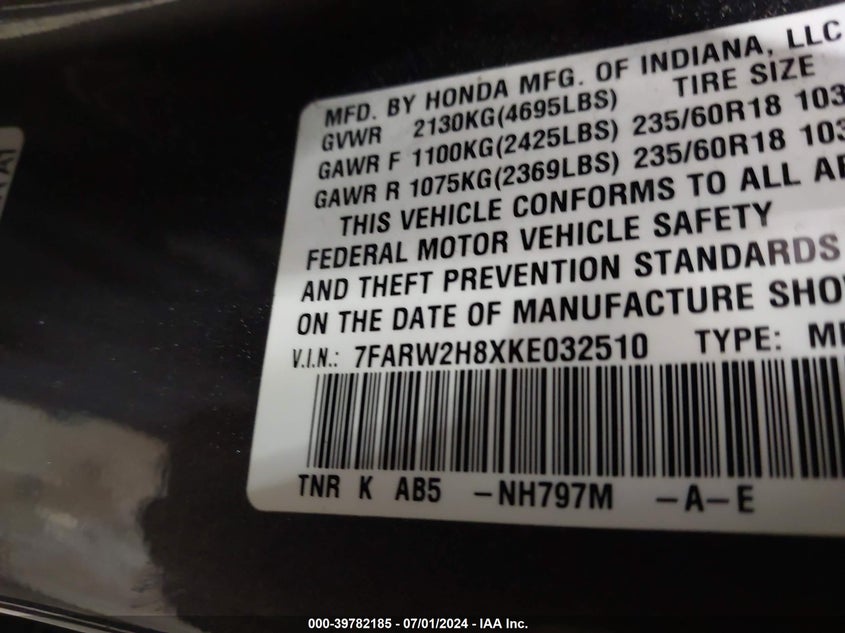 MFD. BY HONDA MFG. OF INDIANA, LLC
GVWR 2130KG(4695LBS) TIRE SIZE
GAWR F 1100KG(2425LBS) 235/60R18 103
GAWR R 1075KG(2369LBS) 235/60R18 103
THIS VEHICLE CONFORMS TO ALL
FEDERAL MOTOR VEHICLE SAFETY
AND THEFT PREVENTION STANDARDS
ON THE DATE OF MANUFACTURE
V.I.N.: 7FARW2H8XKE032510 TYPE:
TNR K AB5 -NH797M -A-E
000-39782185 - 07/01/2024 - IAA Inc.